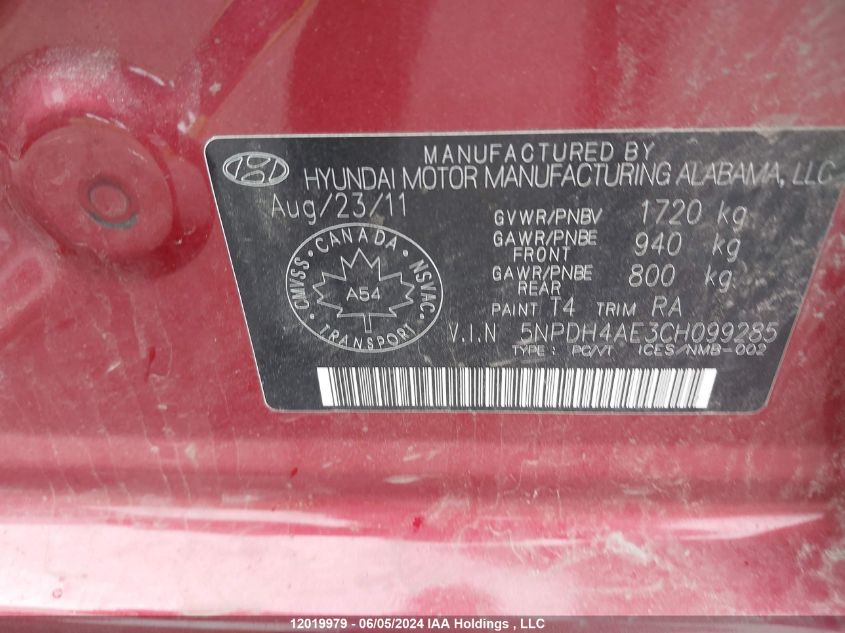 MANUFACTURED BY
HYUNDAI MOTOR MANUFACTURING ALABAMA, LLC
Aug/23/11
GVWR/PNBV 1720 kg
GAWR/PNBE FRONT 940 kg
GAWR/PNBE REAR 800 kg
PAINT T4 TRIM RA
V.I.N 5NPDH4AE3CH099285
TYPE : PC/VT ICES/NMB-002
CANADA
CMVSS NSVAC
A54
TRANSPORT
12019979 - 06/05/2024 IAA Holdings , LLC